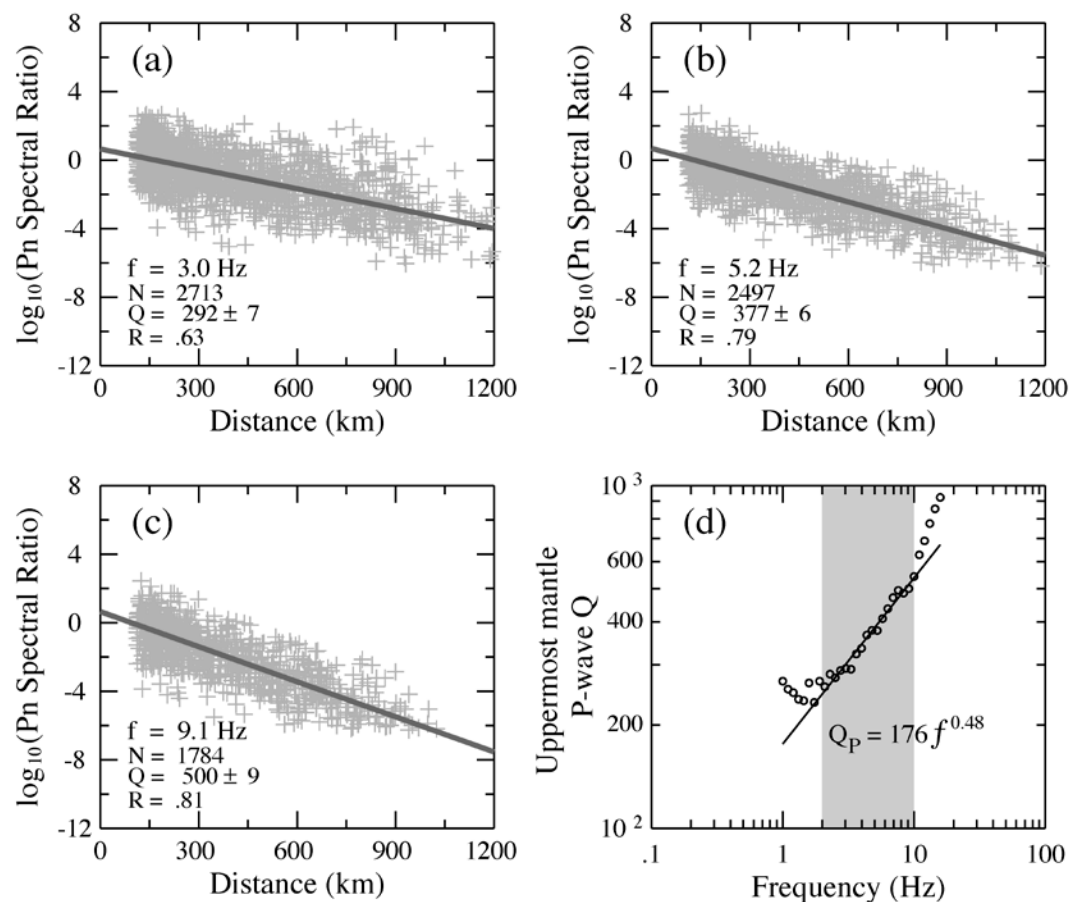 8
4
0
-4
-8
-12
log10(Pn Spectral Ratio)
(a)
f = 3.0 Hz
N = 2713
Q = 292 ± 7
R = .63
0 300 600 900 1200
Distance (km)
8
4
0
-4
-8
-12
log10(Pn Spectral Ratio)
(b)
f = 5.2 Hz
N = 2497
Q = 377 ± 6
R = .79
0 300 600 900 1200
Distance (km)
8
4
0
-4
-8
-12
log10(Pn Spectral Ratio)
(c)
f = 9.1 Hz
N = 1784
Q = 500 ± 9
R = .81
0 300 600 900 1200
Distance (km)
10^3
600
400
200
10^2
Uppermost mantle
P-wave Q
(d)
Q_P = 176 f^0.48
.1 1 10 100
Frequency (Hz)